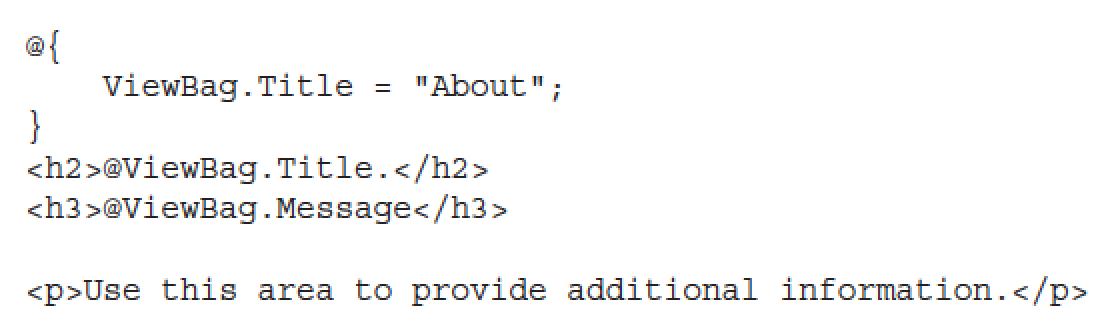 @{
    ViewBag.Title = "About";
}
<h2>@ViewBag.Title.</h2>
<h3>@ViewBag.Message</h3>

<p>Use this area to provide additional information.</p>